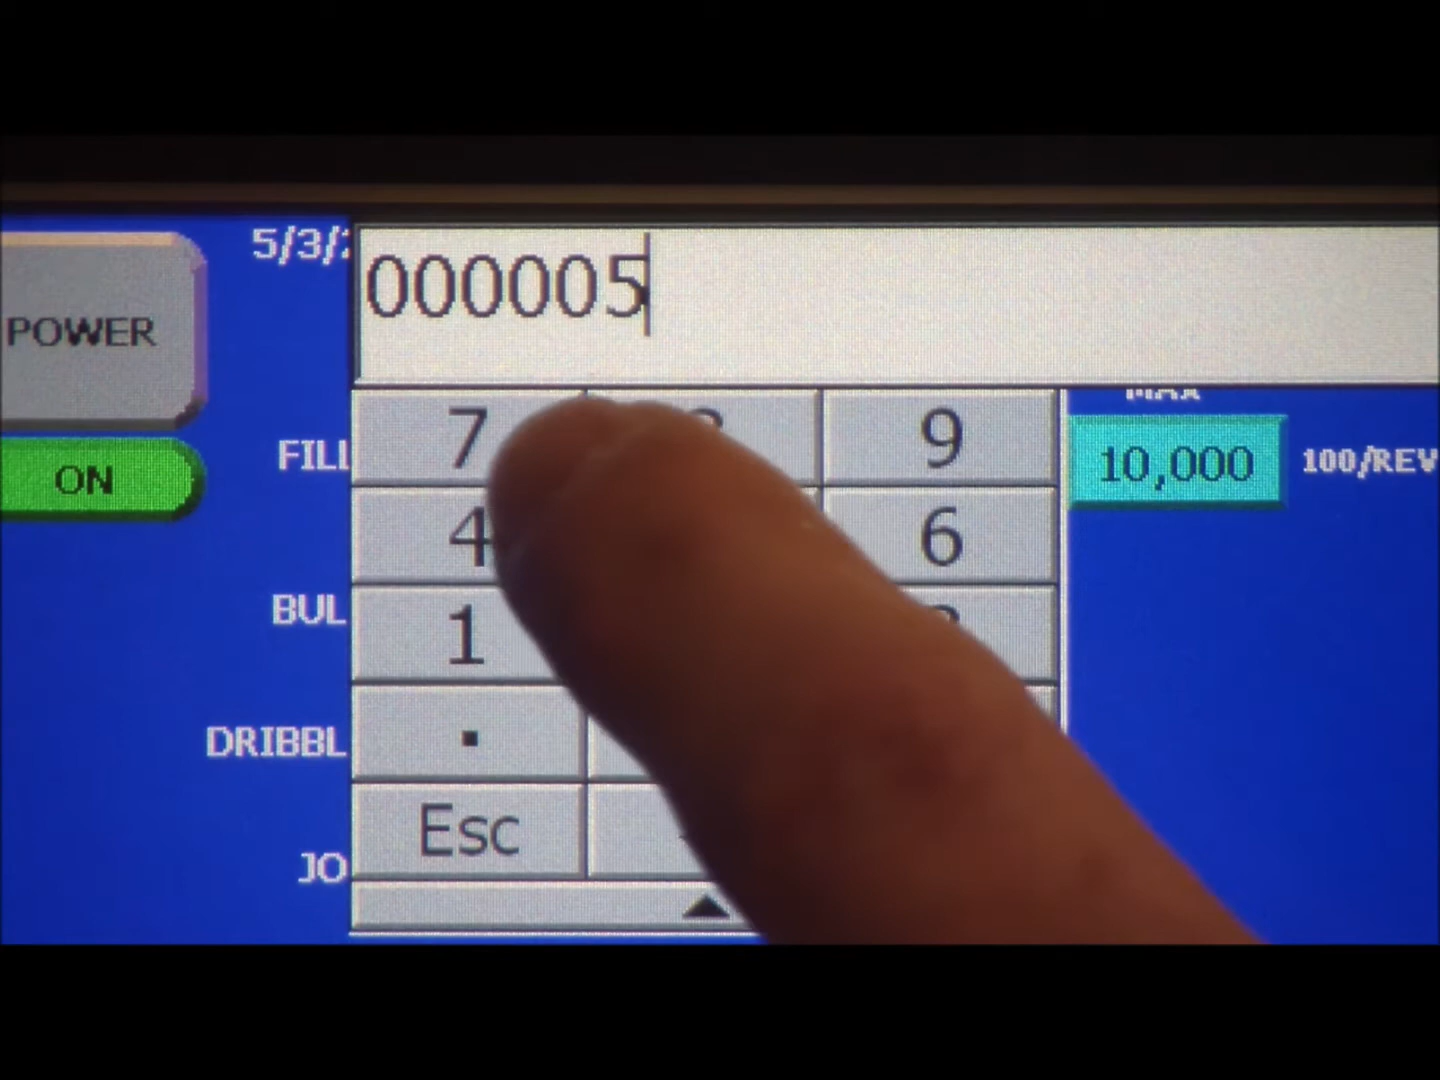 5/3/
000005
POWER
MAX
7 9
ON
FILL
10,000 100/REV
4 6
BUL
1
DRIBBL
.
Esc
JO